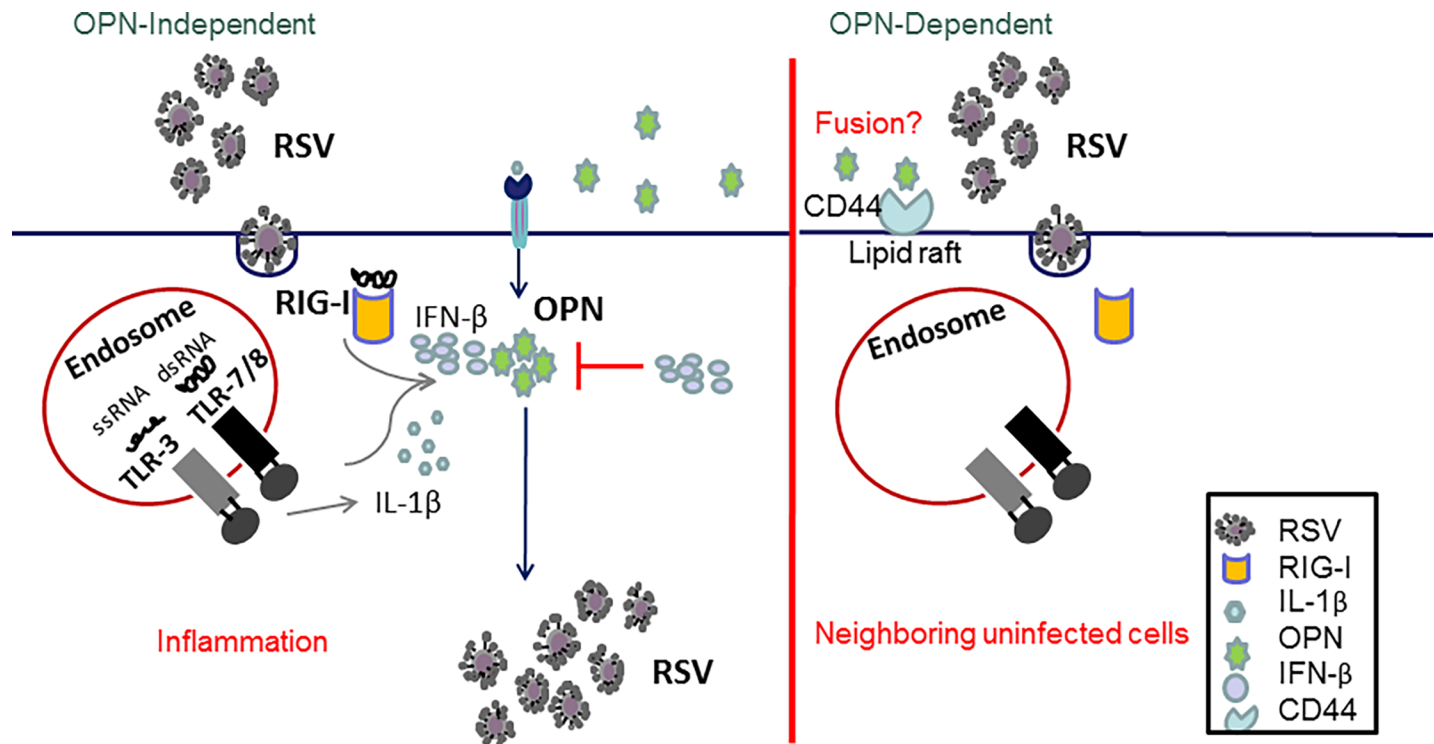 OPN-Independent
RSV
RIG-I
IFN-β
OPN
Endosome
ssRNA
dsRNA
TLR-3
TLR-7/8
IL-1β
Inflammation
RSV
OPN-Dependent
Fusion?
RSV
CD44
Lipid raft
Endosome
Neighboring uninfected cells
RSV
RIG-I
IL-1β
OPN
IFN-β
CD44